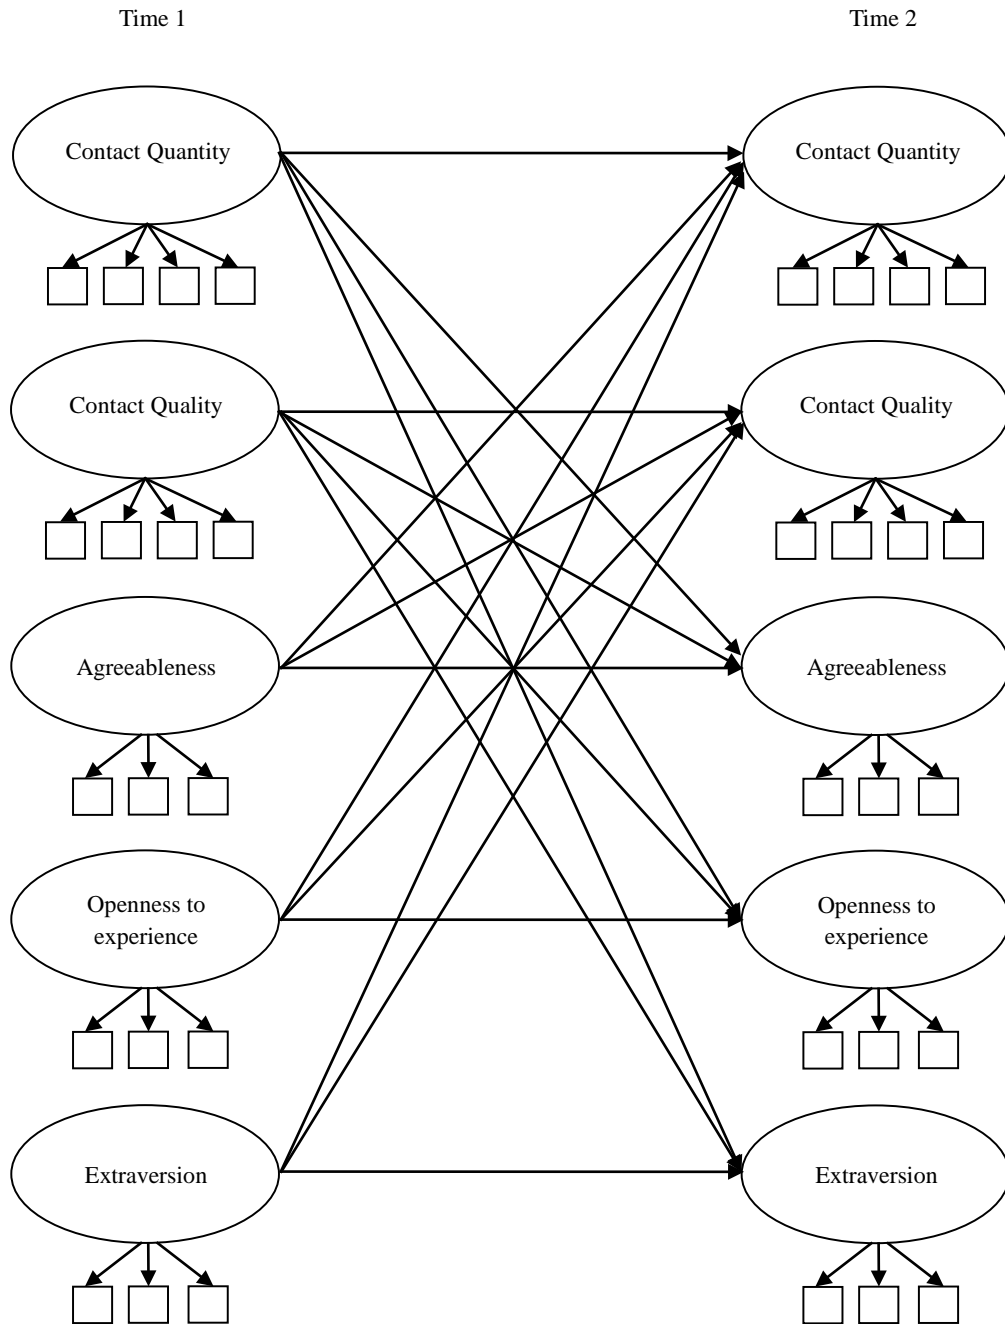 Time 1
Time 2
Contact Quantity
Contact Quantity
Contact Quality
Contact Quality
Agreeableness
Agreeableness
Openness to
experience
Openness to
experience
Extraversion
Extraversion